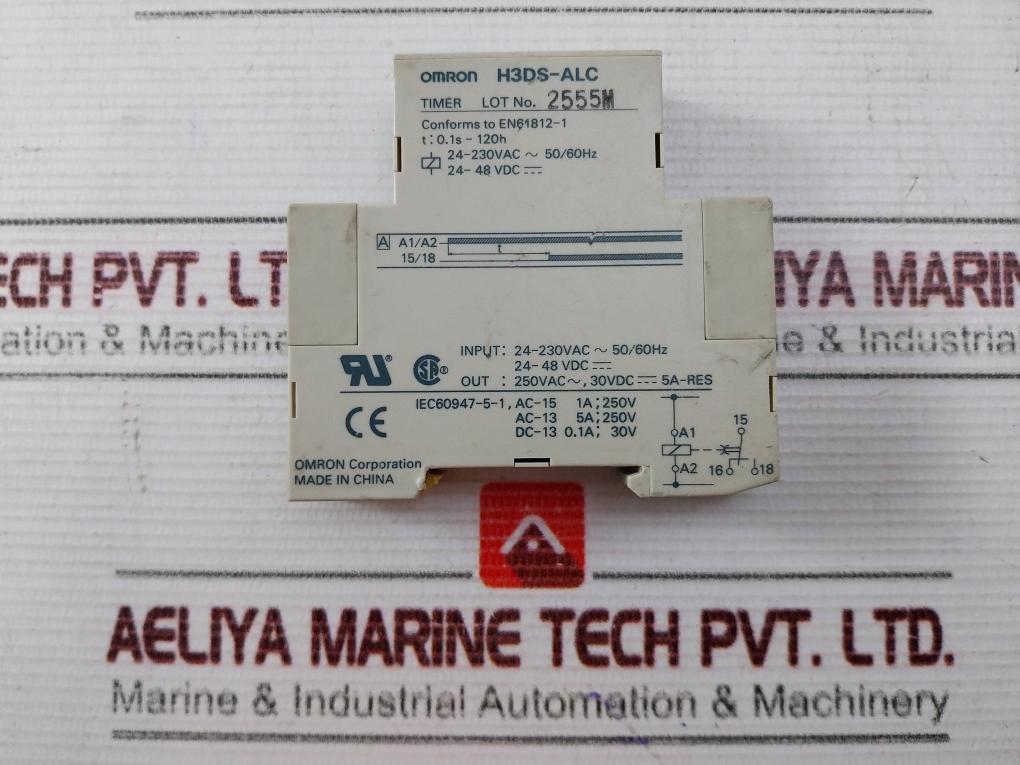 OMRON H3DS-ALC
TIMER LOT No. 2555M
Conforms to EN61812-1
t: 0.1s - 120h
24-230VAC ~ 50/60Hz
24- 48 VDC ⎓
A A1/A2
t
15/18
ECH PVT. LT
ation & Machine
LIYA MARIN
e & Industrial
INPUT: 24-230VAC ~ 50/60Hz
24- 48 VDC ⎓
OUT : 250VAC~, 30VDC ⎓ 5A-RES
IEC60947-5-1, AC-15 1A; 250V
AC-13 5A; 250V
DC-13 0.1A; 30V
RU ®
SA ®
CE
15
A1
A2
16
18
OMRON Corporation
MADE IN CHINA
AELIYA MARINE TECH PVT. LTD.
Marine & Industrial Automation & Machinery